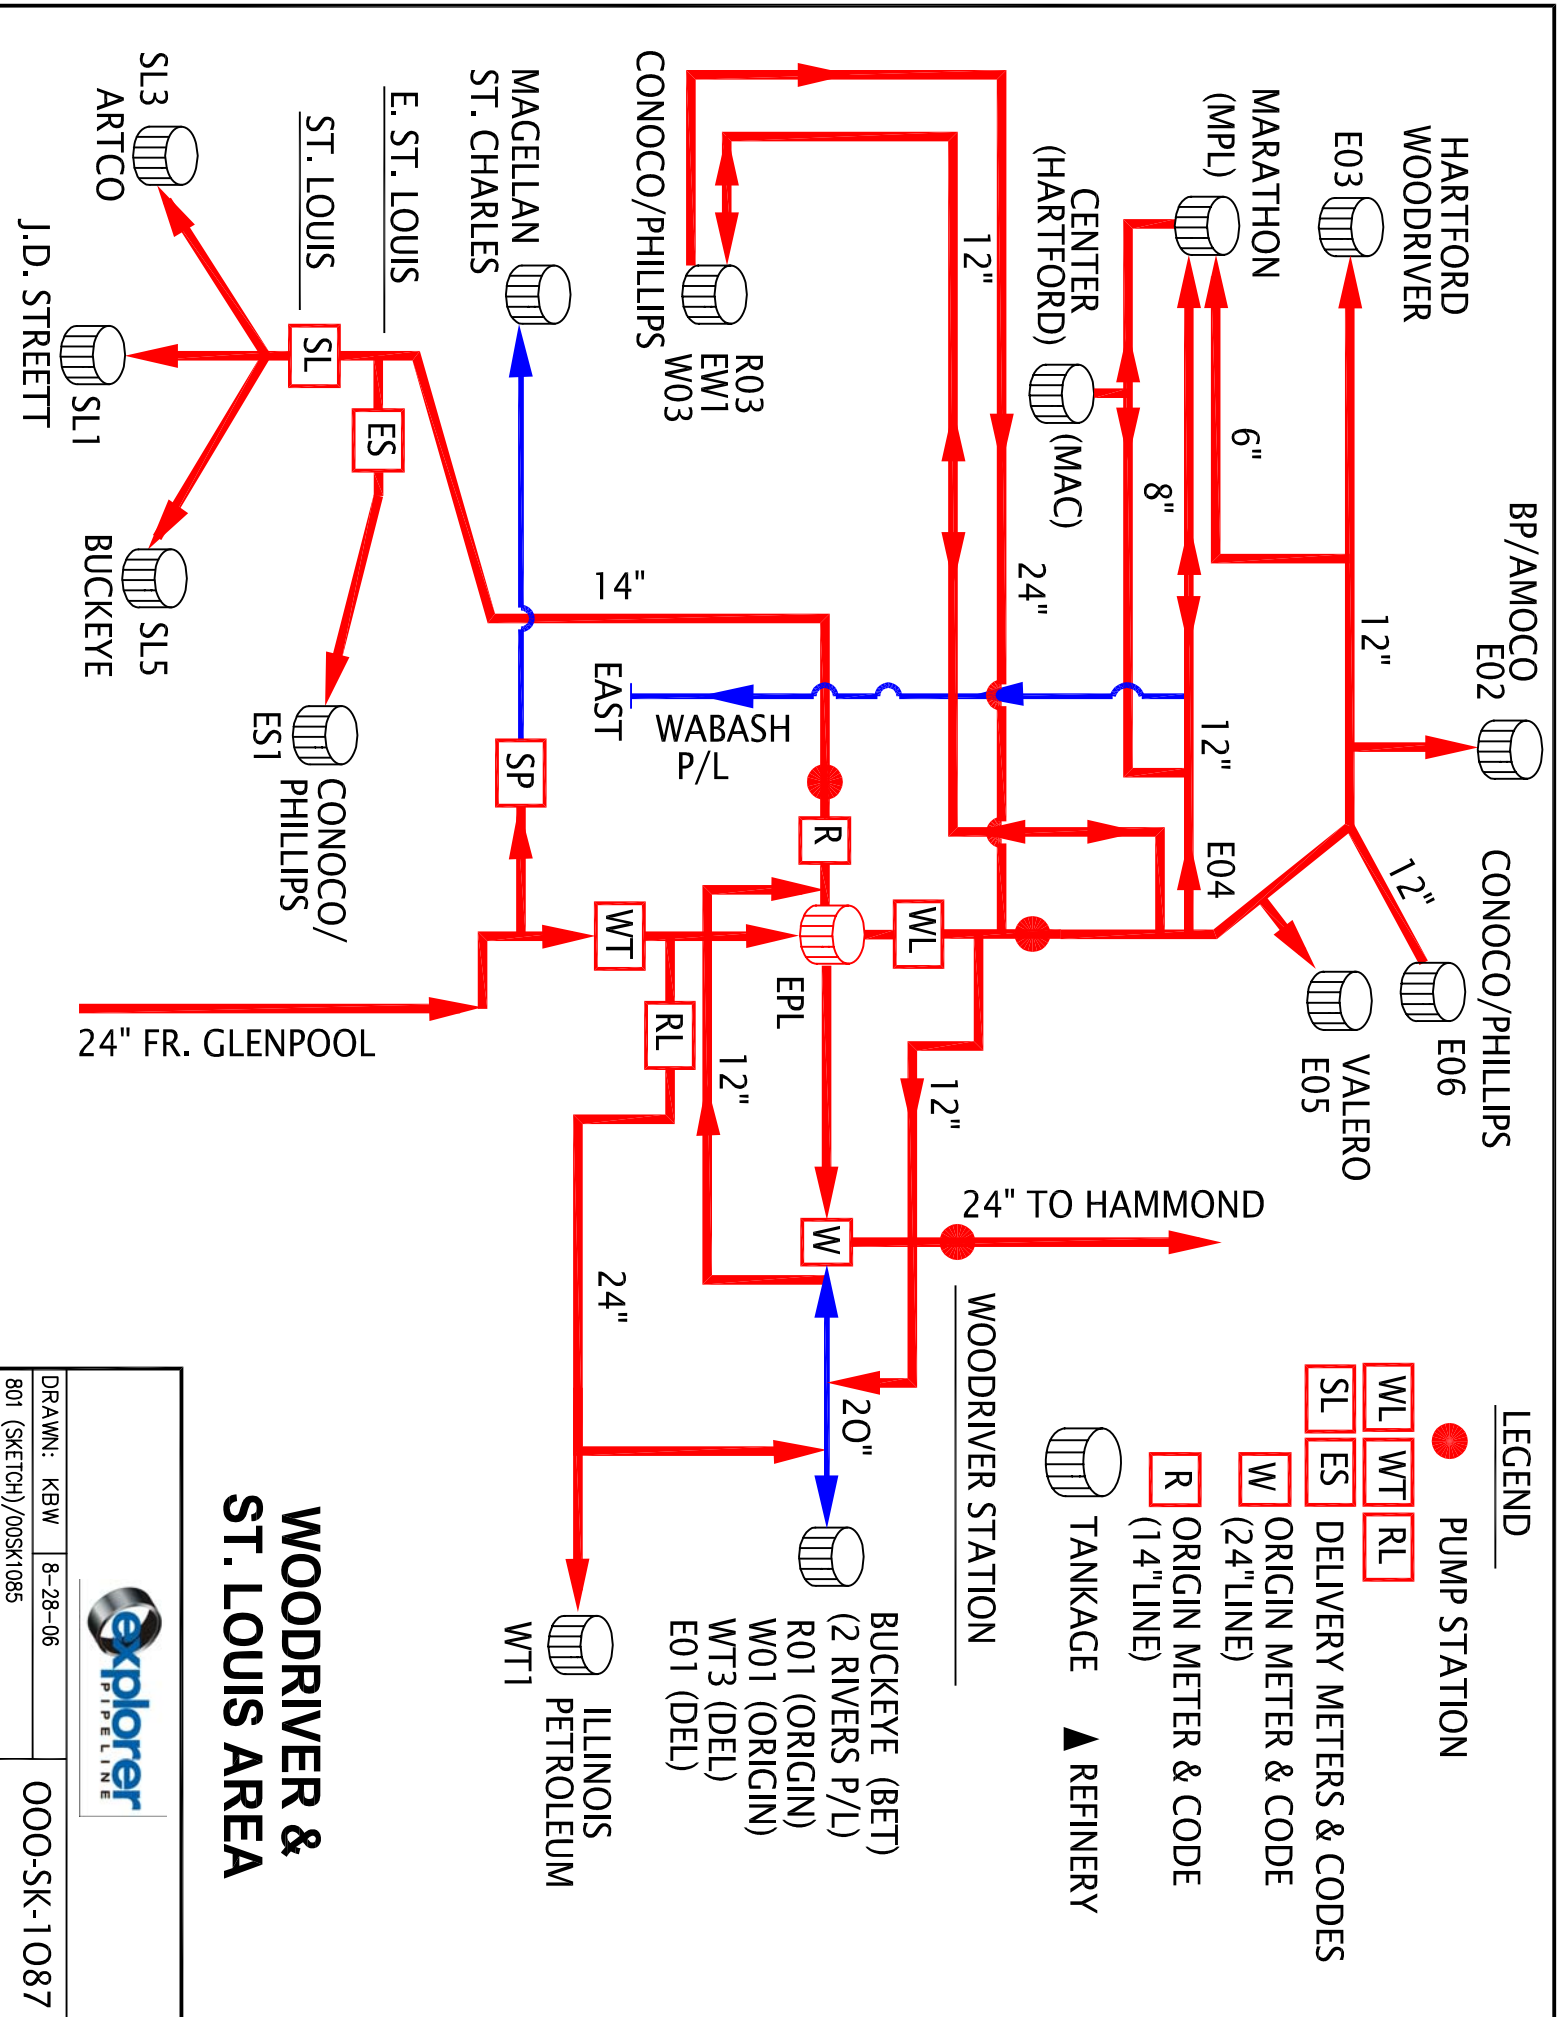 HARTFORD
WOODRIVER
E03
BP/AMOCO
E02
CONOCO/PHILLIPS
E06
VALERO
E05
12"
12"
6"
MARATHON
(MPL)
8"
12"
E04
CENTER
(HARTFORD)
(MAC)
12"
24"
CONOCO/PHILLIPS
R03
EW1
W03
WL
12"
24" TO HAMMOND
EPL
R
W
20"
14"
WABASH
P/L
EAST
12"
RL
WT
24"
MAGELLAN
ST. CHARLES
SP
E. ST. LOUIS
ST. LOUIS
SL
ES
CONOCO/
PHILLIPS
ES1
SL3
ARTCO
J.D. STREETT
SL1
BUCKEYE
SL5
24" FR. GLENPOOL
WOODRIVER STATION
BUCKEYE (BET)
(2 RIVERS P/L)
R01 (ORIGIN)
W01 (ORIGIN)
WT3 (DEL)
E01 (DEL)
ILLINOIS
PETROLEUM
WT1
LEGEND
PUMP STATION
WL WT RL
SL ES DELIVERY METERS & CODES
W ORIGIN METER & CODE
(24"LINE)
R ORIGIN METER & CODE
(14"LINE)
TANKAGE
REFINERY
WOODRIVER &
ST. LOUIS AREA
explorer
PIPELINE
DRAWN: KBW 8-28-06
801 (SKETCH)/00SK1085
000-SK-1087